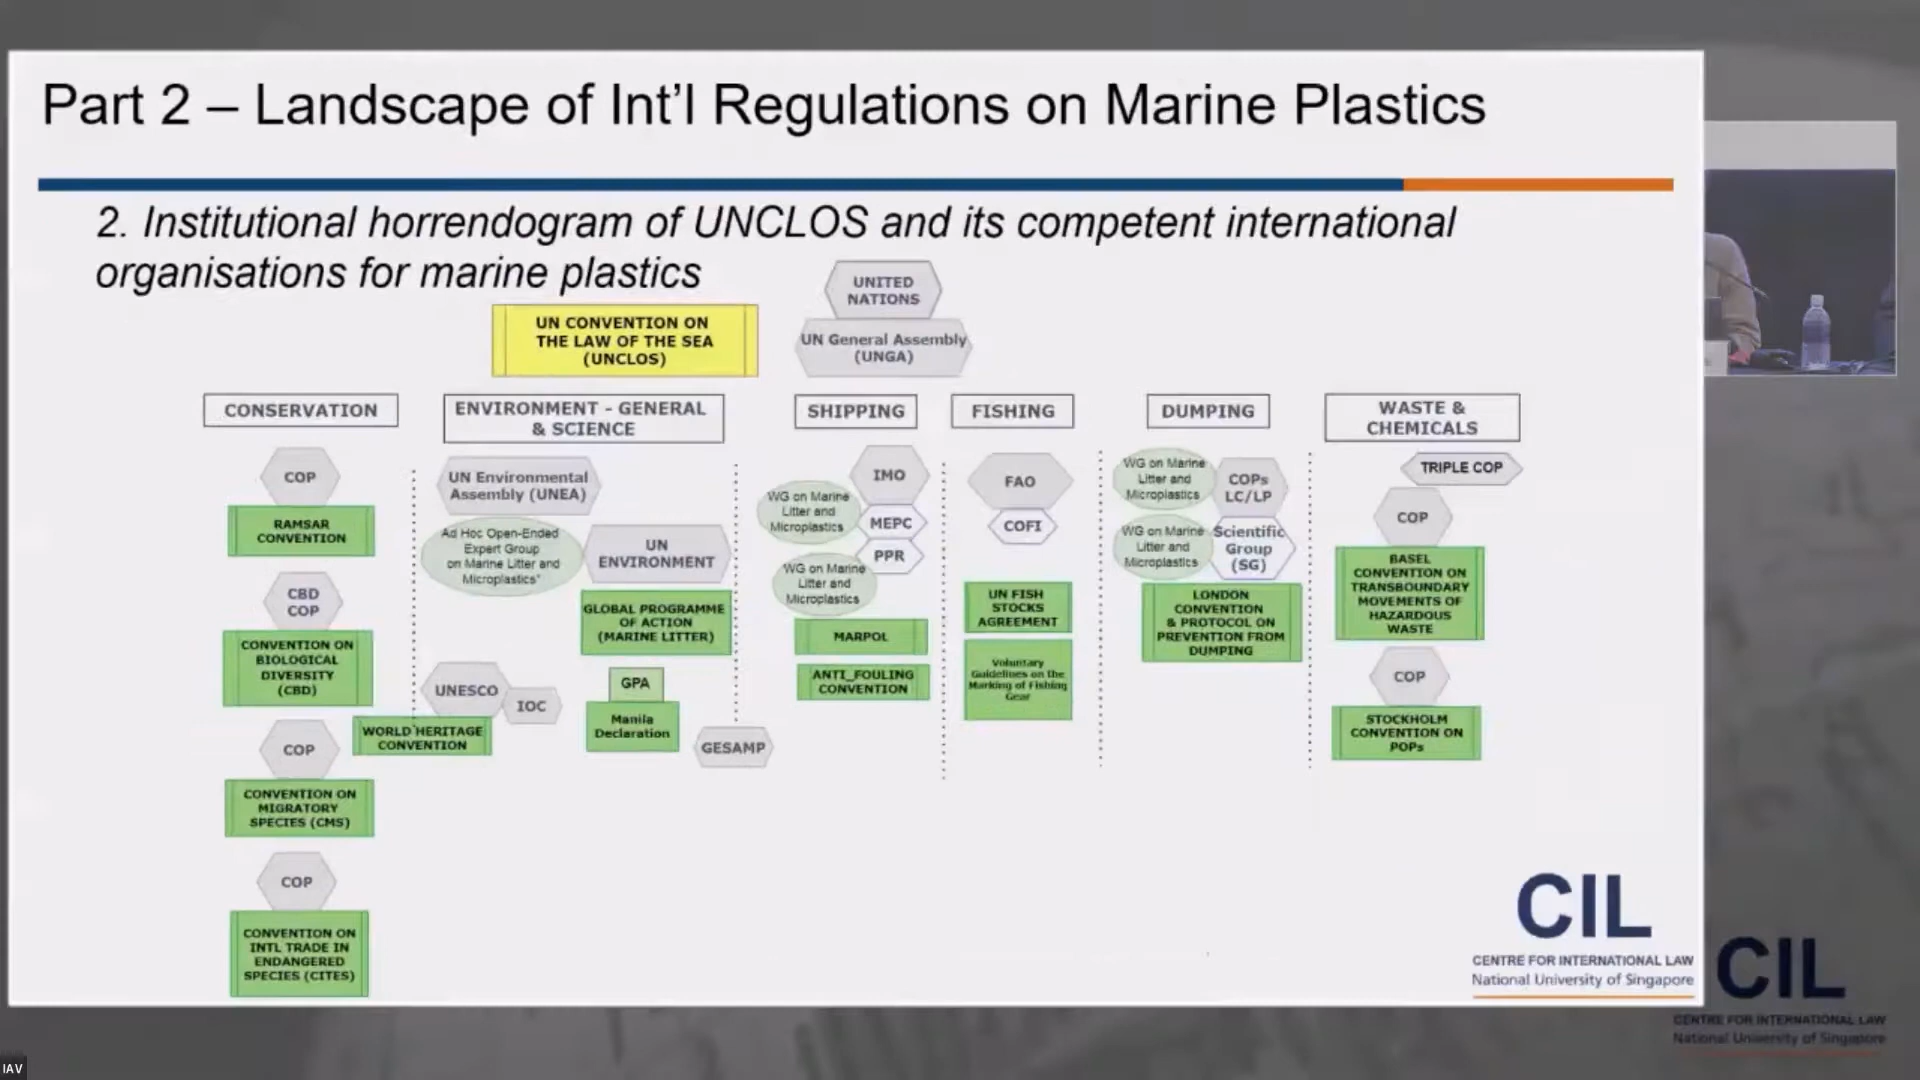 Part 2 – Landscape of Int'l Regulations on Marine Plastics
2. Institutional horrendogram of UNCLOS and its competent international
organisations for marine plastics
UNITED
NATIONS
UN General Assembly
(UNGA)
UN CONVENTION ON
THE LAW OF THE SEA
(UNCLOS)
CONSERVATION
COP
RAMSAR
CONVENTION
CBD
COP
CONVENTION ON
BIOLOGICAL
DIVERSITY
(CBD)
COP
CONVENTION ON
MIGRATORY
SPECIES (CMS)
COP
CONVENTION ON
INTL TRADE IN
ENDANGERED
SPECIES (CITES)
ENVIRONMENT - GENERAL
& SCIENCE
UN Environmental
Assembly (UNEA)
Ad Hoc Open-Ended
Expert Group
on Marine Litter and
Microplastics"
UN
ENVIRONMENT
GLOBAL PROGRAMME
OF ACTION
(MARINE LITTER)
UNESCO
IOC
WORLD HERITAGE
CONVENTION
GPA
Manila
Declaration
GESAMP
SHIPPING
IMO
WG on Marine
Litter and
Microplastics
MEPC
PPR
WG on Marine
Litter and
Microplastics
MARPOL
ANTI_FOULING
CONVENTION
FISHING
FAO
COFI
UN FISH
STOCKS
AGREEMENT
Voluntary
Guidelines on the
Marking of Fishing
Gear
DUMPING
WG on Marine
Litter and
Microplastics
COPs
LC/LP
WG on Marine
Litter and
Microplastics
Scientific
Group
(SG)
LONDON
CONVENTION
& PROTOCOL ON
PREVENTION FROM
DUMPING
WASTE &
CHEMICALS
TRIPLE COP
COP
BASEL
CONVENTION ON
TRANSBOUNDARY
MOVEMENTS OF
HAZARDOUS
WASTE
COP
STOCKHOLM
CONVENTION ON
POPs
CIL
CENTRE FOR INTERNATIONAL LAW
National University of Singapore
CIL
CENTRE FOR INTERNATIONAL LAW
National University of Singapore
IAV